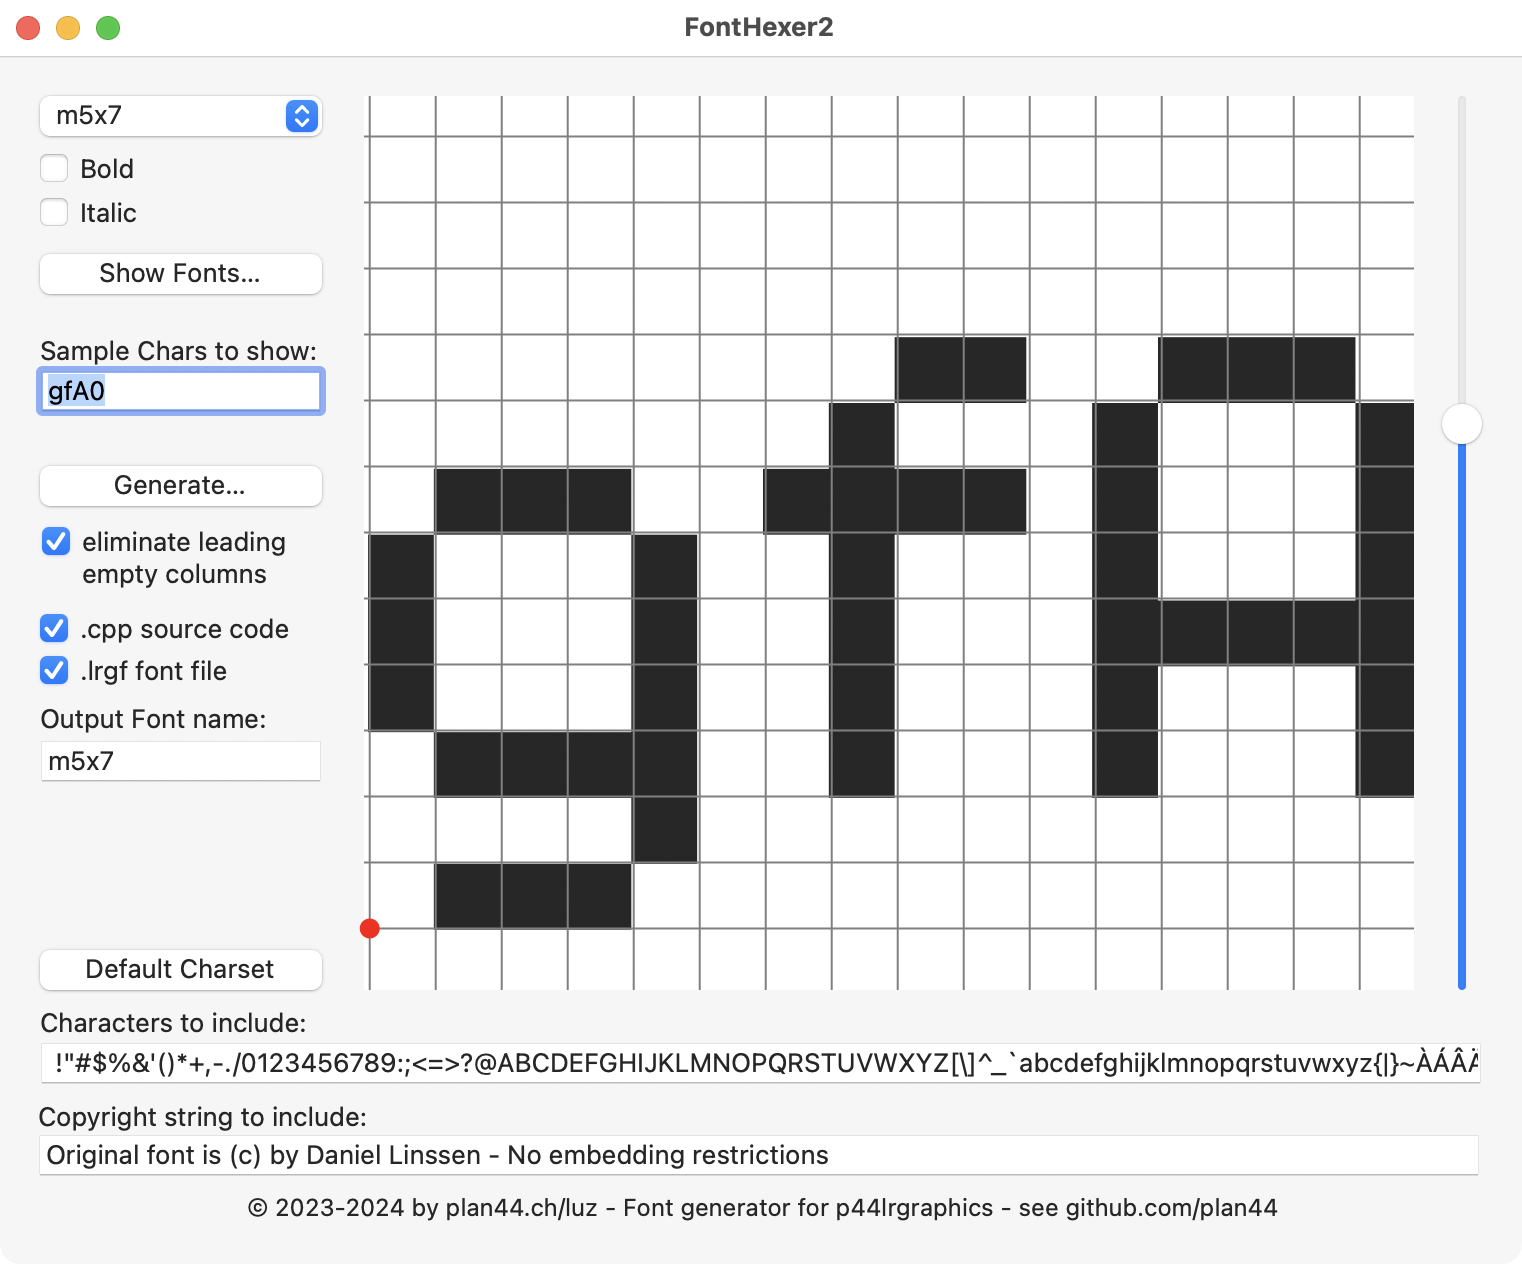 FontHexer2
m5x7
Bold
Italic
Show Fonts...
Sample Chars to show:
gfA0
Generate...
eliminate leading
empty columns
.cpp source code
.lrgf font file
Output Font name:
m5x7
gfA
Default Charset
Characters to include:
!"#$%&'()*+,-./0123456789:;<=>?@ABCDEFGHIJKLMNOPQRSTUVWXYZ[\]^_`abcdefghijklmnopqrstuvwxyz{|}~ÀÁÂÃ
Copyright string to include:
Original font is (c) by Daniel Linssen - No embedding restrictions
© 2023-2024 by plan44.ch/luz - Font generator for p44lrgraphics - see github.com/plan44